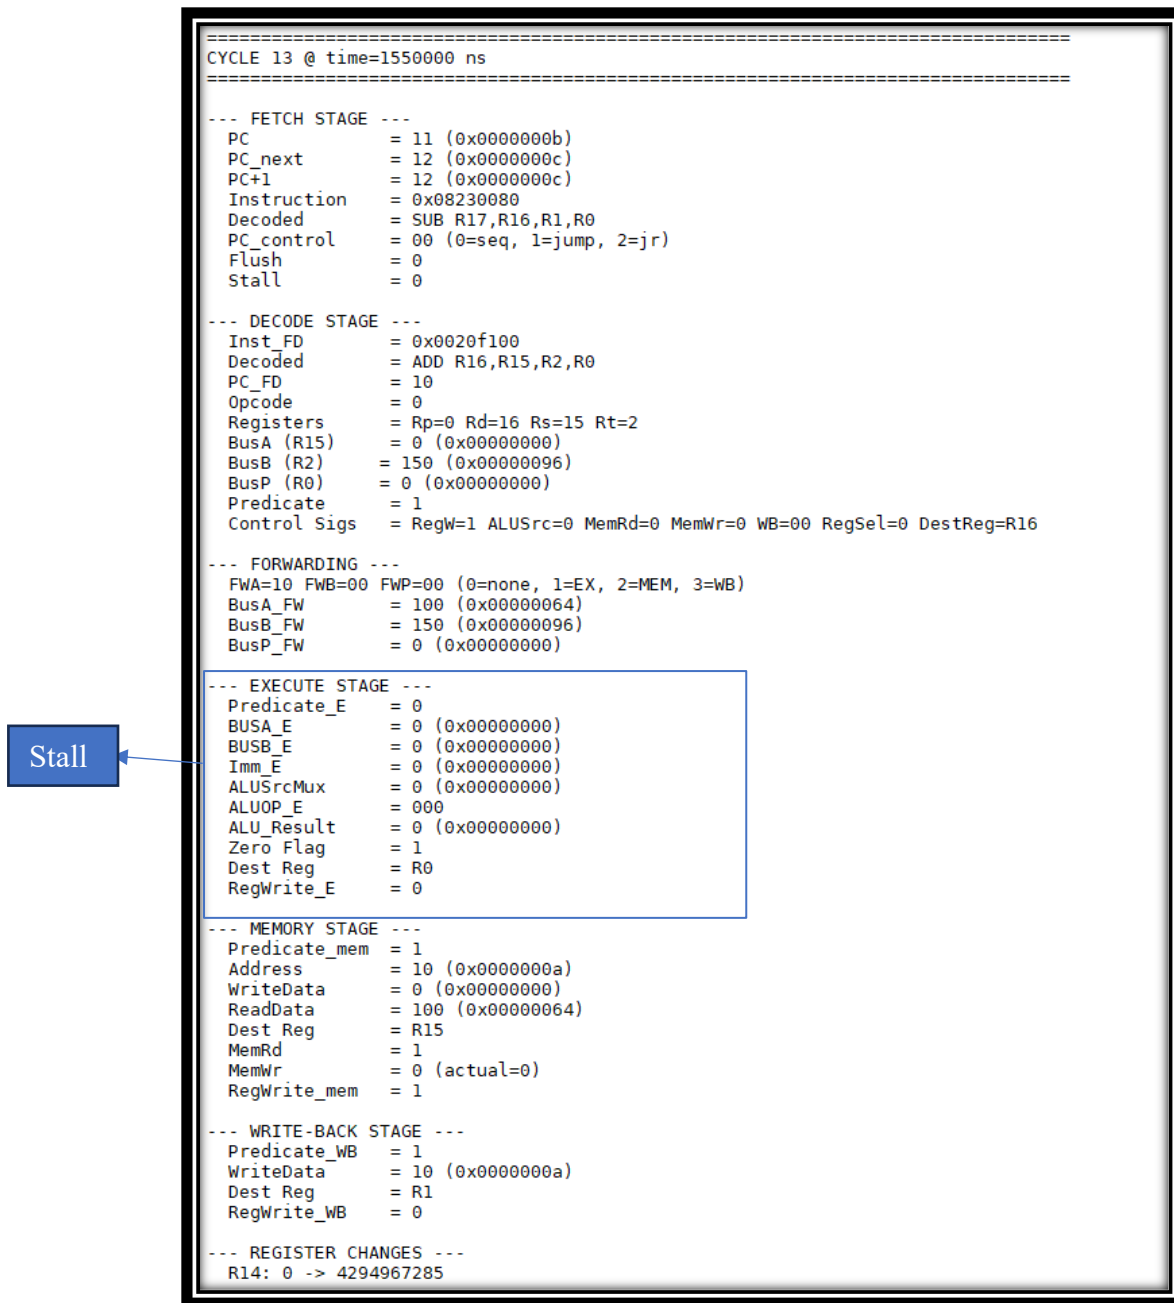 ================================================================================
CYCLE 13 @ time=1550000 ns
================================================================================
--- FETCH STAGE ---
PC = 11 (0x0000000b)
PC_next = 12 (0x0000000c)
PC+1 = 12 (0x0000000c)
Instruction = 0x08230080
Decoded = SUB R17,R16,R1,R0
PC_control = 00 (0=seq, 1=jump, 2=jr)
Flush = 0
Stall = 0
--- DECODE STAGE ---
Inst_FD = 0x0020f100
Decoded = ADD R16,R15,R2,R0
PC_FD = 10
Opcode = 0
Registers = Rp=0 Rd=16 Rs=15 Rt=2
BusA (R15) = 0 (0x00000000)
BusB (R2) = 150 (0x00000096)
BusP (R0) = 0 (0x00000000)
Predicate = 1
Control Sigs = RegW=1 ALUSrc=0 MemRd=0 MemWr=0 WB=00 RegSel=0 DestReg=R16
--- FORWARDING ---
FWA=10 FWB=00 FWP=00 (0=none, 1=EX, 2=MEM, 3=WB)
BusA_FW = 100 (0x00000064)
BusB_FW = 150 (0x00000096)
BusP_FW = 0 (0x00000000)
--- EXECUTE STAGE ---
Predicate_E = 0
BUSA_E = 0 (0x00000000)
BUSB_E = 0 (0x00000000)
Stall
Imm_E = 0 (0x00000000)
ALUSrcMux = 0 (0x00000000)
ALUOP_E = 000
ALU_Result = 0 (0x00000000)
Zero Flag = 1
Dest Reg = R0
RegWrite_E = 0
--- MEMORY STAGE ---
Predicate_mem = 1
Address = 10 (0x0000000a)
WriteData = 0 (0x00000000)
ReadData = 100 (0x00000064)
Dest Reg = R15
MemRd = 1
MemWr = 0 (actual=0)
RegWrite_mem = 1
--- WRITE-BACK STAGE ---
Predicate_WB = 1
WriteData = 10 (0x0000000a)
Dest Reg = R1
RegWrite_WB = 0
--- REGISTER CHANGES ---
R14: 0 -> 4294967285